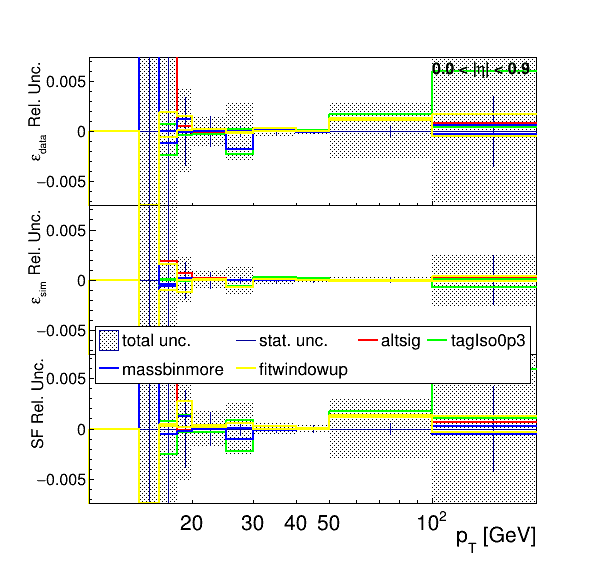 0.0 < |η| < 0.9
ε_data Rel. Unc.
0.005
0
−0.005
ε_sim Rel. Unc.
0.005
0
−0.005
total unc. stat. unc. altsig tagIso0p3
massbinmore fitwindowup
SF Rel. Unc.
0.005
0
−0.005
20 30 40 50 10²
p_T [GeV]